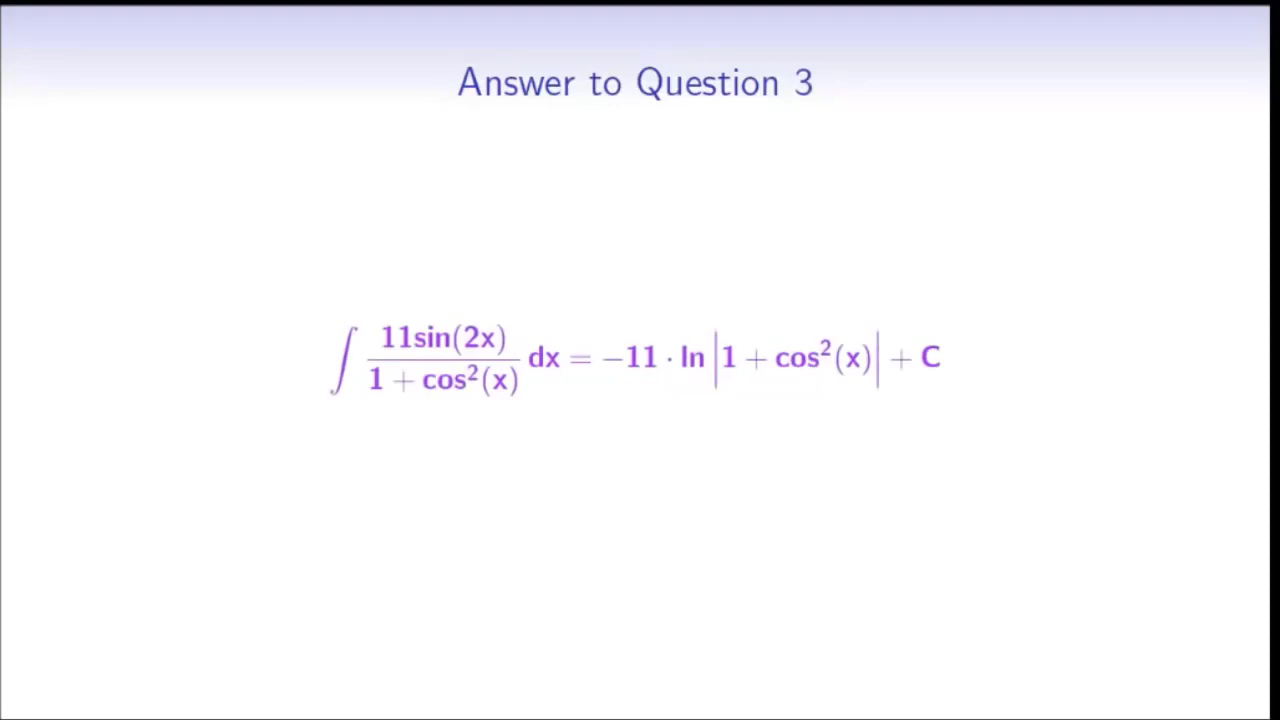 Answer to Question 3
∫ 11sin(2x) / 1 + cos²(x) dx = −11 · ln |1 + cos²(x)| + C